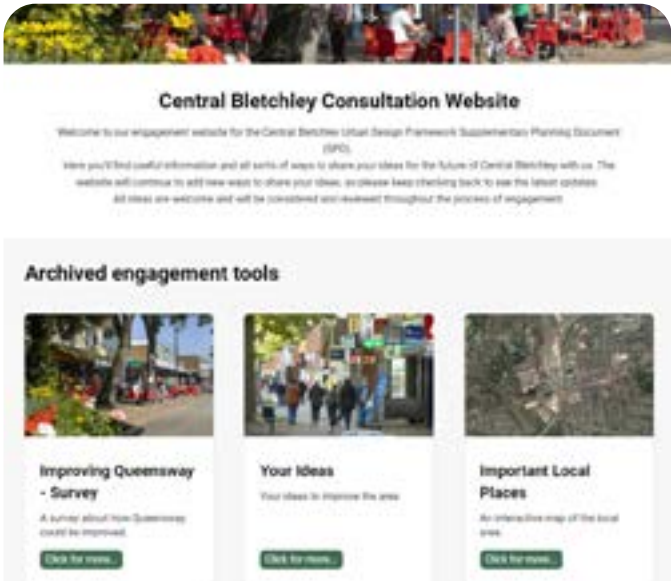 Central Bletchley Consultation Website
Welcome to our engagement website for the Central Bletchley Urban Design Framework Supplementary Planning Document
(SPD).
Here you'll find useful information and all sorts of ways to share your ideas for the future of Central Bletchley with us. The
website will continue to add new ways to share your ideas, so please keep checking back to see the latest updates
All ideas are welcome and will be considered and reviewed throughout the process of engagement
Archived engagement tools
Improving Queensway
- Survey
A survey about how Queensway
could be improved.
Click for more...
Your Ideas
Your ideas to improve the area
Click for more...
Important Local
Places
An interactive map of the local
area
Click for more...